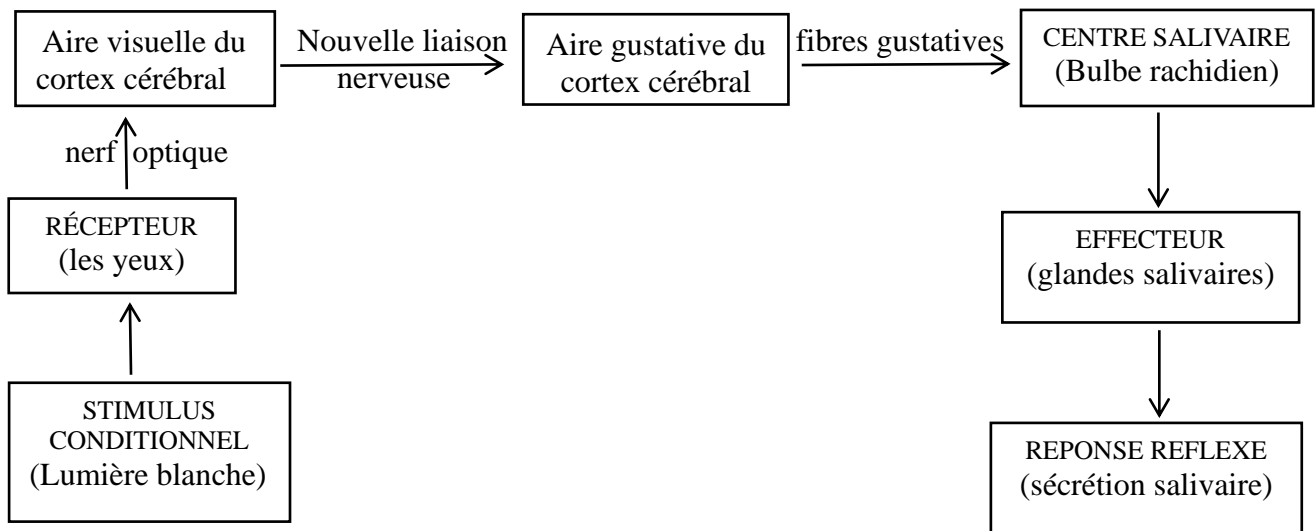 Aire visuelle du
cortex cérébral
Nouvelle liaison
nerveuse
Aire gustative du
cortex cérébral
fibres gustatives
CENTRE SALIVAIRE
(Bulbe rachidien)
nerf optique
RÉCEPTEUR
(les yeux)
EFFECTEUR
(glandes salivaires)
STIMULUS
CONDITIONNEL
(Lumière blanche)
REPONSE REFLEXE
(sécrétion salivaire)